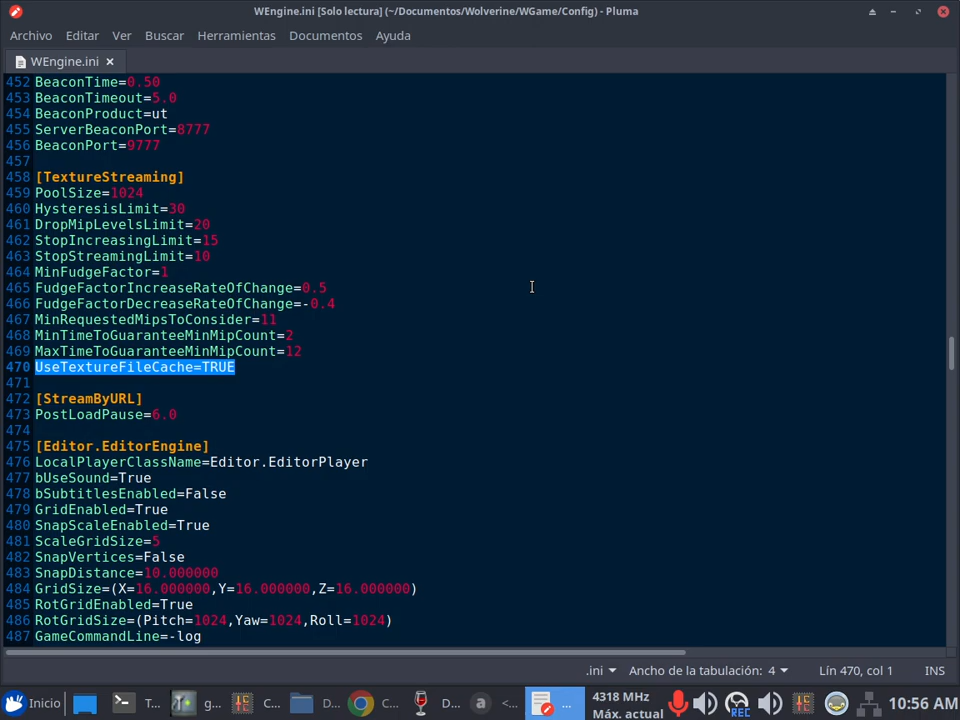 WEngine.ini [Solo lectura] (~/Documentos/Wolverine/WGame/Config) - Pluma
Archivo Editar Ver Buscar Herramientas Documentos Ayuda
WEngine.ini ×
452 BeaconTime=0.50
453 BeaconTimeout=5.0
454 BeaconProduct=ut
455 ServerBeaconPort=8777
456 BeaconPort=9777
457
458 [TextureStreaming]
459 PoolSize=1024
460 HysteresisLimit=30
461 DropMipLevelsLimit=20
462 StopIncreasingLimit=15
463 StopStreamingLimit=10
464 MinFudgeFactor=1
465 FudgeFactorIncreaseRateOfChange=0.5
466 FudgeFactorDecreaseRateOfChange=-0.4
467 MinRequestedMipsToConsider=11
468 MinTimeToGuaranteeMinMipCount=2
469 MaxTimeToGuaranteeMinMipCount=12
470 UseTextureFileCache=TRUE
471
472 [StreamByURL]
473 PostLoadPause=6.0
474
475 [Editor.EditorEngine]
476 LocalPlayerClassName=Editor.EditorPlayer
477 bUseSound=True
478 bSubtitlesEnabled=False
479 GridEnabled=True
480 SnapScaleEnabled=True
481 ScaleGridSize=5
482 SnapVertices=False
483 SnapDistance=10.000000
484 GridSize=(X=16.000000,Y=16.000000,Z=16.000000)
485 RotGridEnabled=True
486 RotGridSize=(Pitch=1024,Yaw=1024,Roll=1024)
487 GameCommandLine=-log
.ini Ancho de la tabulación: 4 Lín 470, col 1 INS
Inicio T... g... C... D... C... D... <... ... 4318 MHz Máx. actual REC 10:56 AM